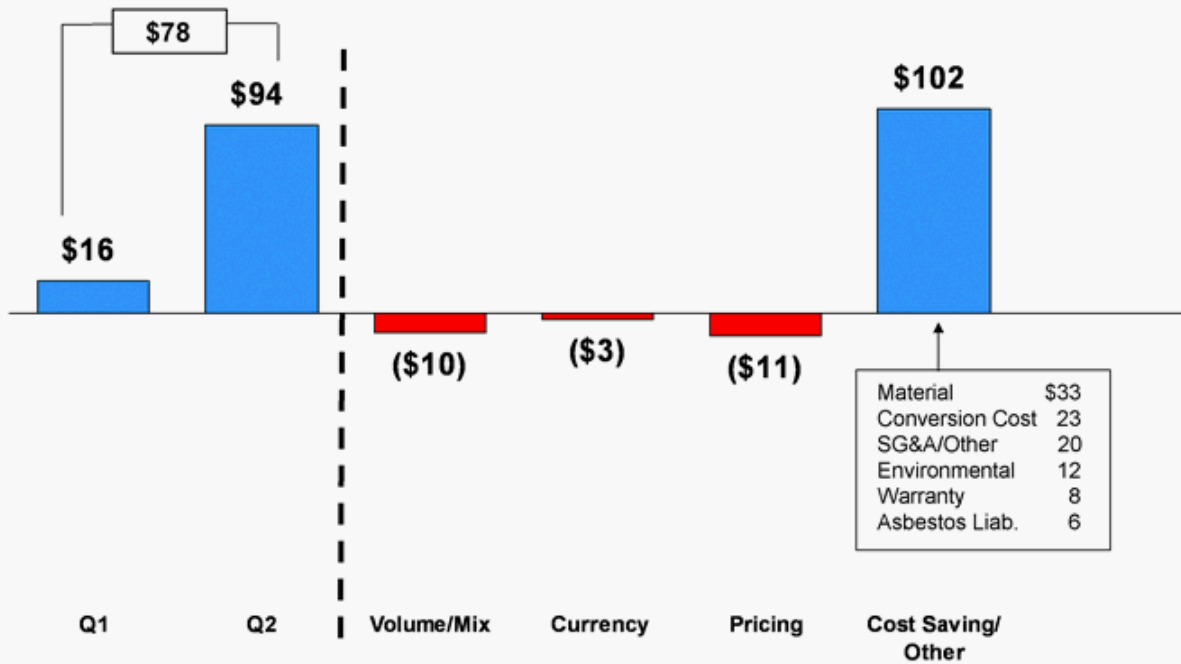 $78
$94
$16
$102
($10)
($3)
($11)
Material $33
Conversion Cost 23
SG&A/Other 20
Environmental 12
Warranty 8
Asbestos Liab. 6
Q1
Q2
Volume/Mix
Currency
Pricing
Cost Saving/
Other